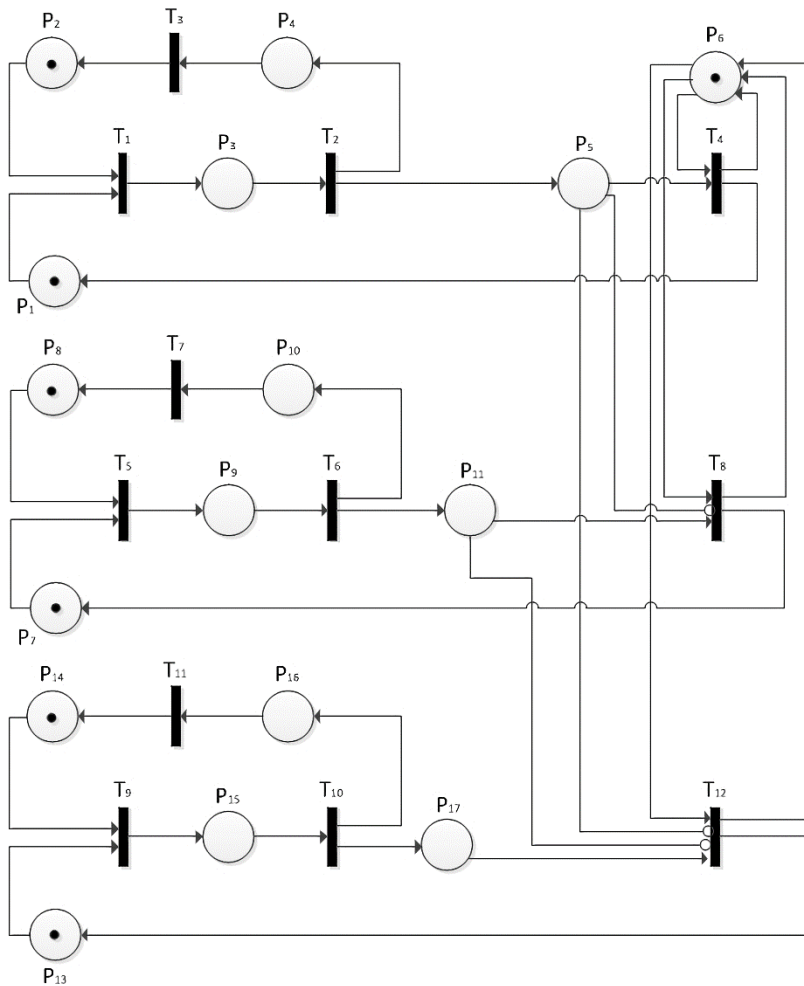 P₂ T₃ P₄ P₆
T₁ P₃ T₂ P₅ T₄
P₁
P₈ T₇ P₁₀
T₅ P₉ T₆ P₁₁ T₈
P₇
P₁₄ T₁₁ P₁₆
T₉ P₁₅ T₁₀ P₁₇ T₁₂
P₁₃